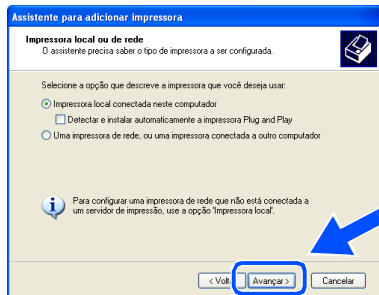 Assistente para adicionar impressora
Impressora local ou de rede
O assistente precisa saber o tipo de impressora a ser configurada.
Selecione a opção que descreve a impressora que você deseja usar:
Impressora local conectada neste computador
Detectar e instalar automaticamente a impressora Plug and Play
Uma impressora de rede, ou uma impressora conectada a outro computador
Para configurar uma impressora de rede que não está conectada a
um servidor de impressão, use a opção 'Impressora local'.
< Volt Avançar > Cancelar